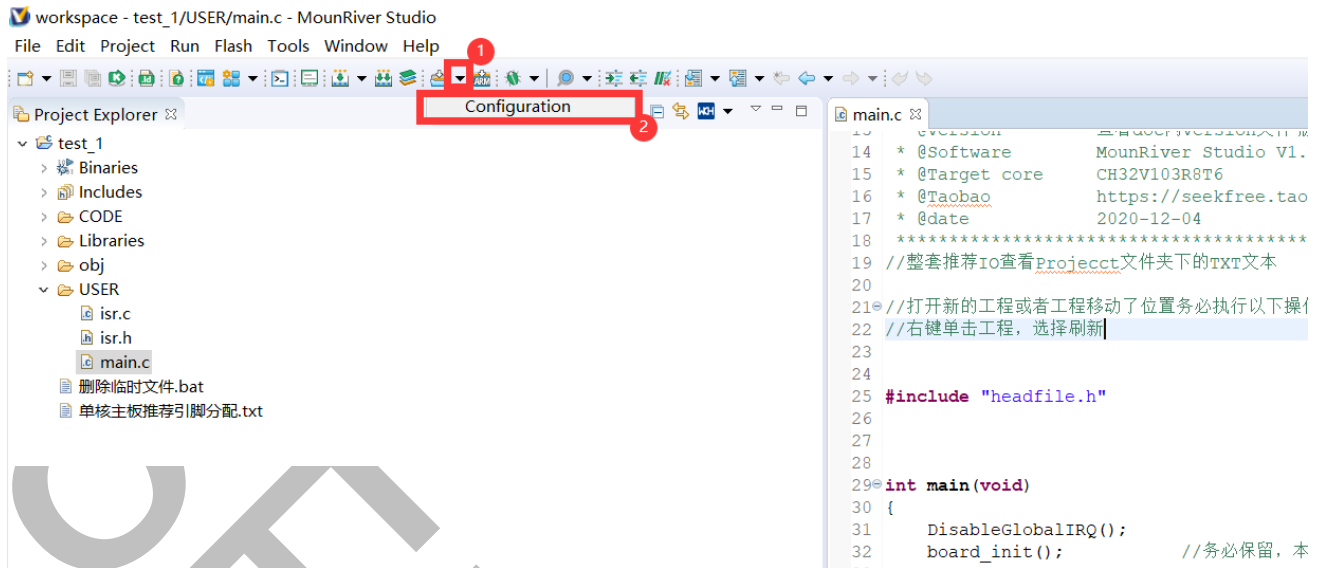 workspace - test_1/USER/main.c - MounRiver Studio
File Edit Project Run Flash Tools Window Help
1
Configuration
2
Project Explorer
main.c
test_1
Binaries
Includes
CODE
Libraries
obj
USER
isr.c
isr.h
main.c
删除临时文件.bat
单核主板推荐引脚分配.txt
14 * @Software MounRiver Studio V1.
15 * @Target core CH32V103R8T6
16 * @Taobao https://seekfree.tao
17 * @date 2020-12-04
18 ***************************************
19 //整套推荐IO查看Projecct文件夹下的TXT文本
20
21 //打开新的工程或者工程移动了位置务必执行以下操
22 //右键单击工程，选择刷新
23
24
25 #include "headfile.h"
26
27
28
29 int main(void)
30 {
31 DisableGlobalIRQ();
32 board_init(); //务必保留，本